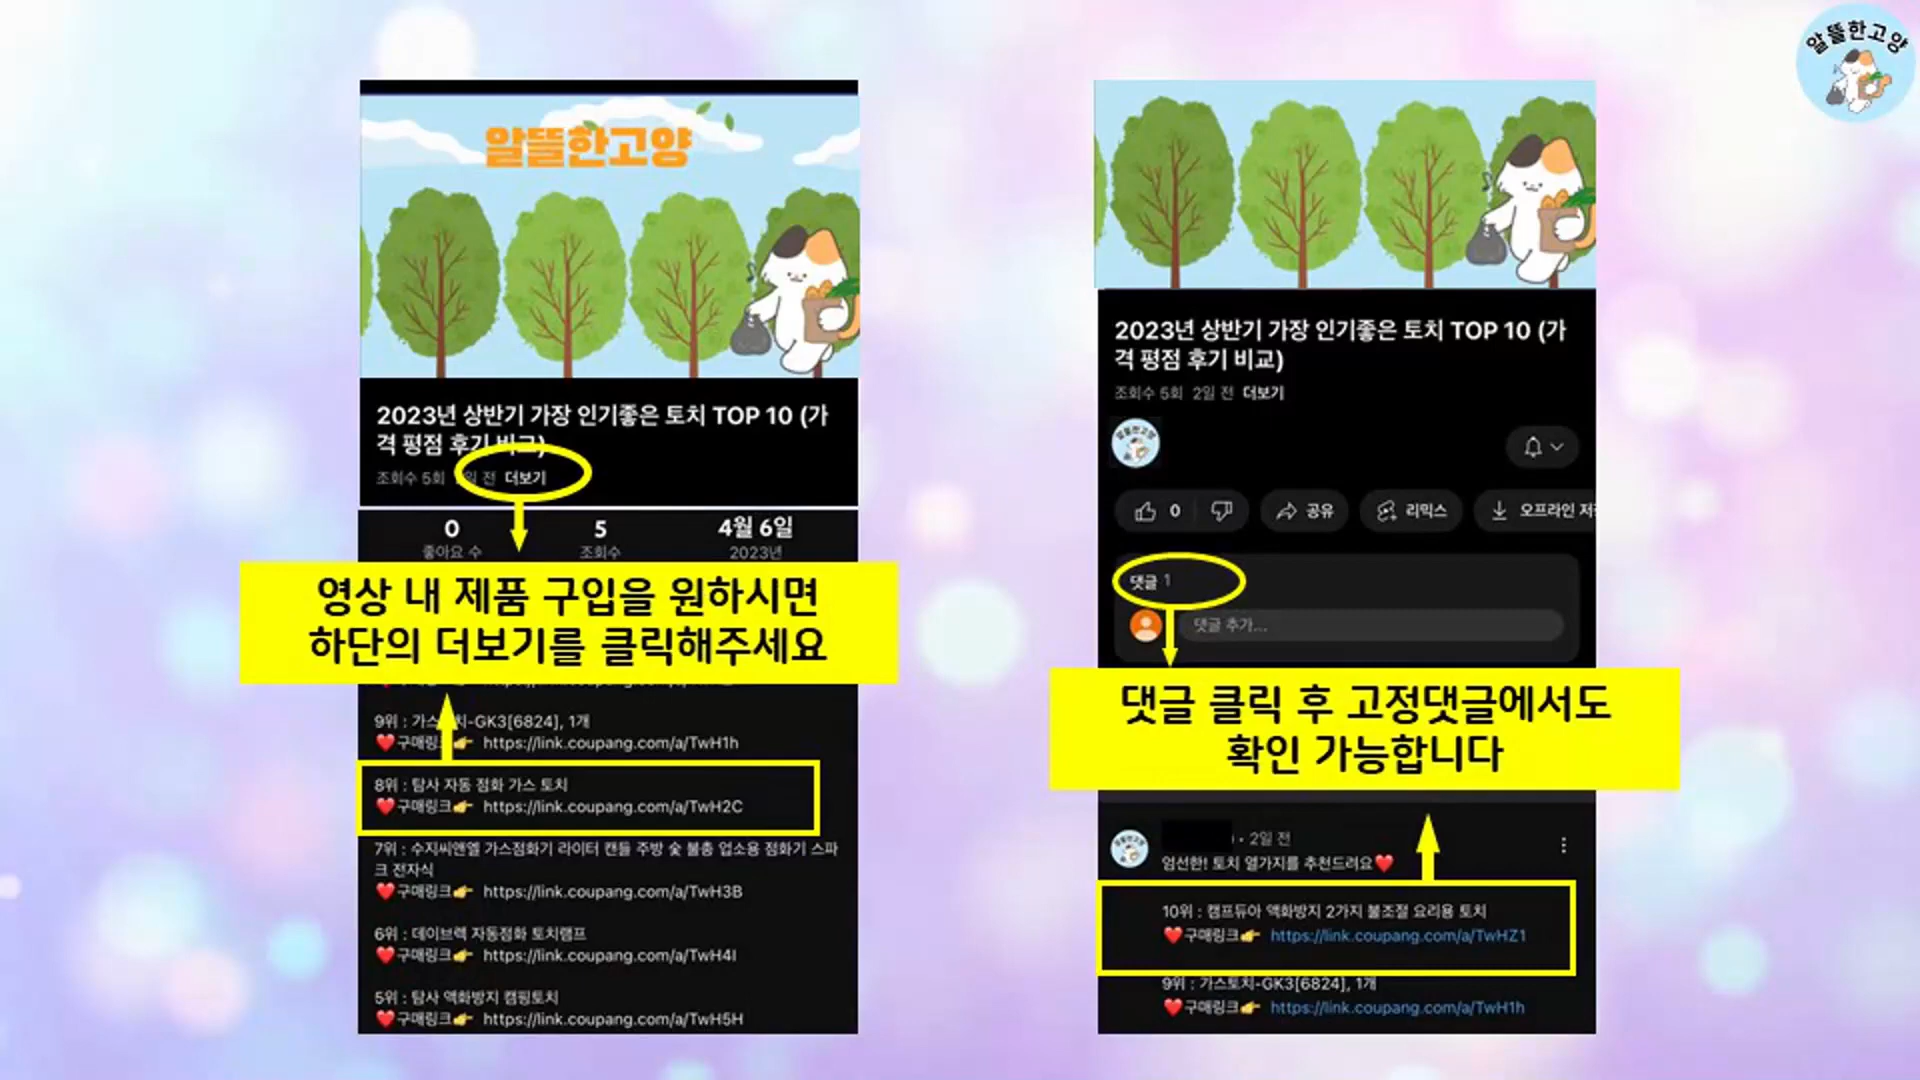 알뜰한고양
알뜰한고양
2023년 상반기 가장 인기좋은 토치 TOP 10 (가
격 평점 후기 비교)
조회수 5회 일 전 더보기
0 5 4월 6일
좋아요 수 조회수 2023년
영상 내 제품 구입을 원하시면
하단의 더보기를 클릭해주세요
9위 : 가스토치-GK3[6824], 1개
❤️구매링크👉 https://link.coupang.com/a/TwH1h
8위 : 탐사 자동 점화 가스 토치
❤️구매링크👉 https://link.coupang.com/a/TwH2C
7위 : 수지씨앤엘 가스점화기 라이터 캔들 주방 숯 불총 업소용 점화기 스파
크 전자식
❤️구매링크👉 https://link.coupang.com/a/TwH3B
6위 : 데이브렉 자동점화 토치램프
❤️구매링크👉 https://link.coupang.com/a/TwH4I
5위 : 탐사 액화방지 캠핑토치
❤️구매링크👉 https://link.coupang.com/a/TwH5H
2023년 상반기 가장 인기좋은 토치 TOP 10 (가
격 평점 후기 비교)
조회수 5회 2일 전 더보기
알뜰한고양
0 공유 리믹스 오프라인 저
댓글 1
댓글 추가...
댓글 클릭 후 고정댓글에서도
확인 가능합니다
알뜰한고양
• 2일 전
엄선한! 토치 열가지를 추천드려요❤️
10위 : 캠프듀아 액화방지 2가지 불조절 요리용 토치
❤️구매링크👉 https://link.coupang.com/a/TwHZ1
9위 : 가스토치-GK3[6824], 1개
❤️구매링크👉 https://link.coupang.com/a/TwH1h